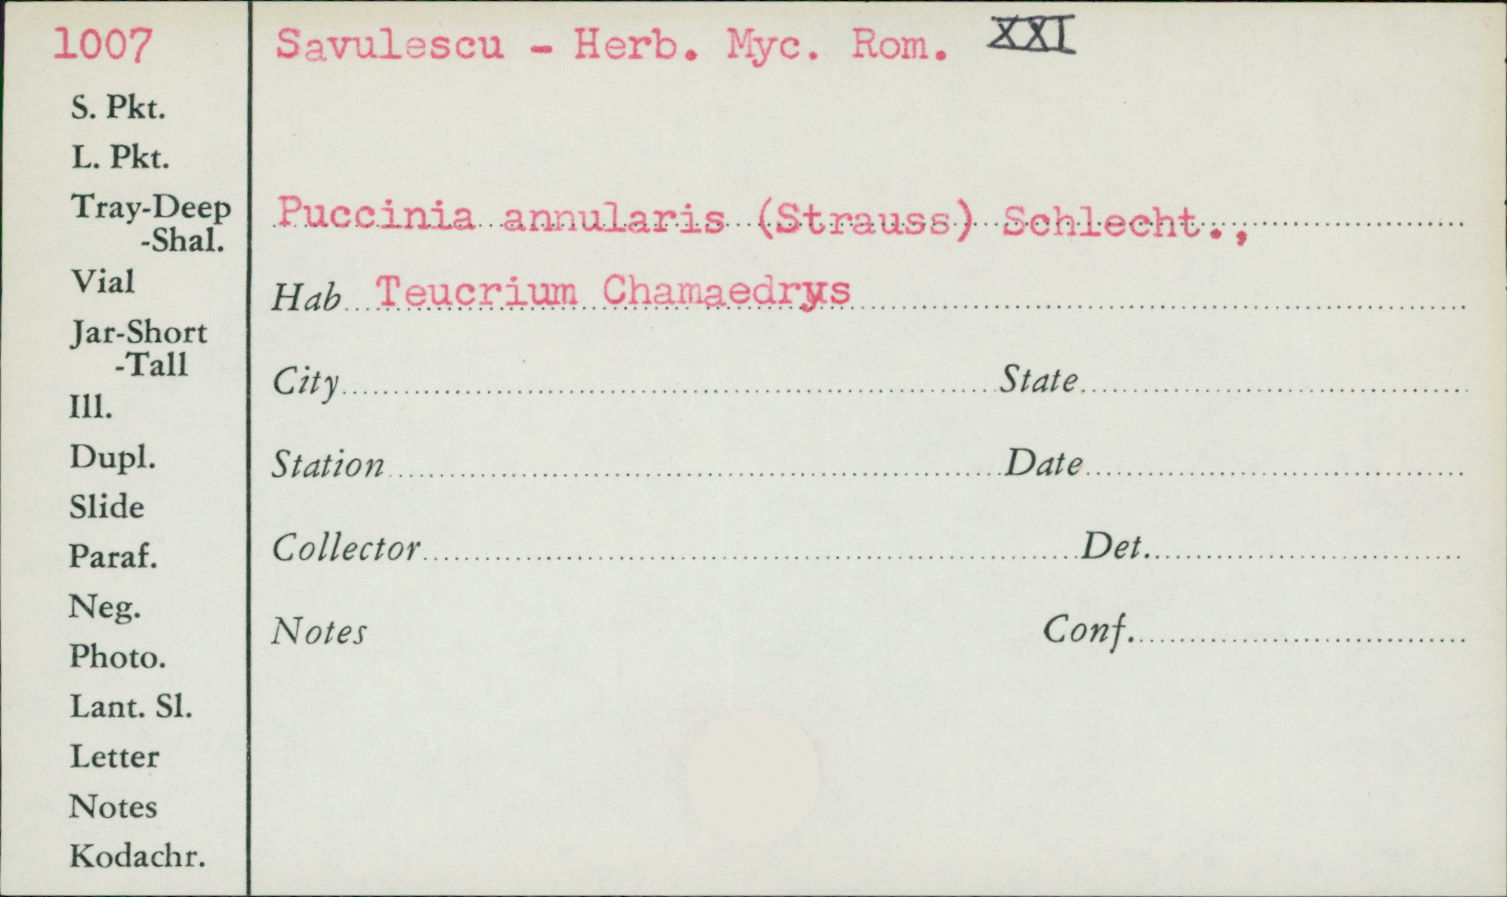 1007
Savulescu - Herb. Myc. Rom. XXI
S. Pkt.
L. Pkt.
Tray-Deep
-Shal.
Vial
Jar-Short
-Tall
Ill.
Dupl.
Slide
Paraf.
Neg.
Photo.
Lant. Sl.
Letter
Notes
Kodachr.
Puccinia annularis (Strauss) Schlecht.,
Hab Teucrium Chamaedrys
City State
Station Date
Collector Det.
Notes Conf.